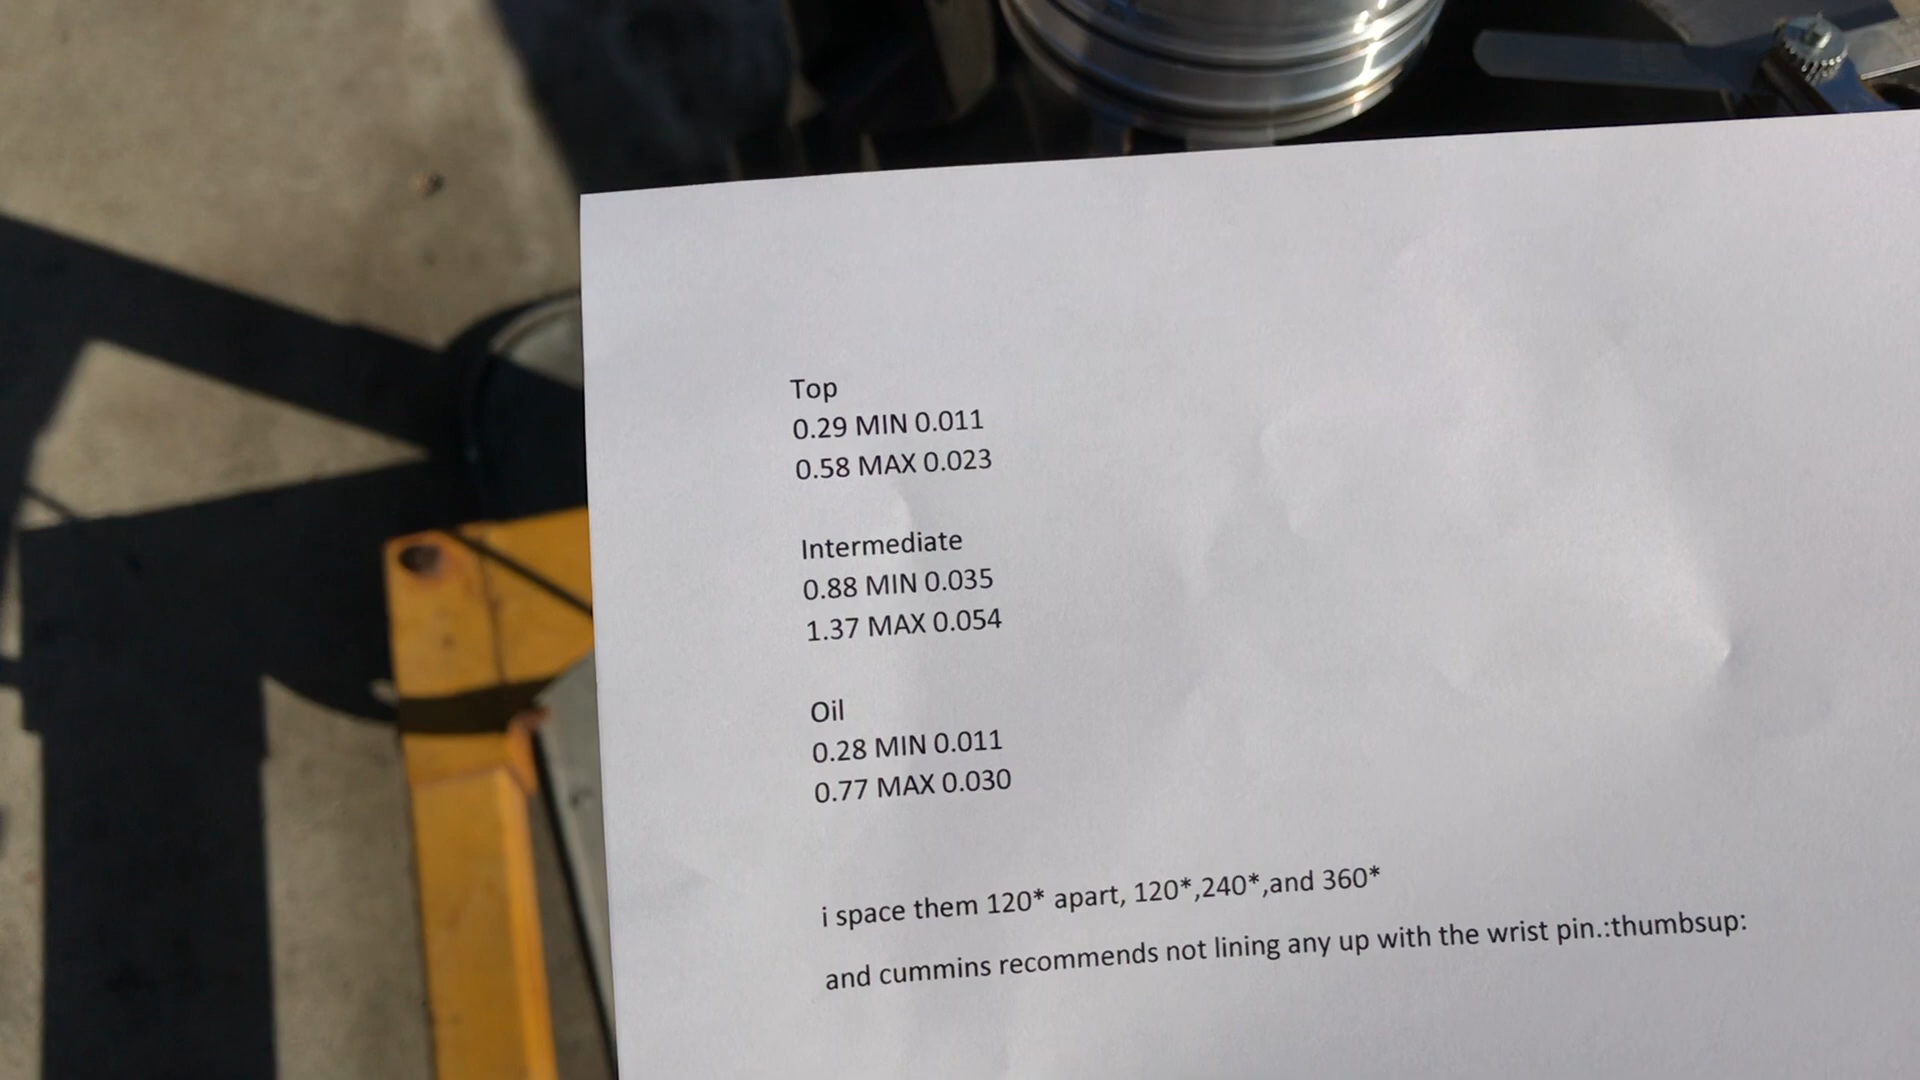 Top
0.29 MIN 0.011
0.58 MAX 0.023
Intermediate
0.88 MIN 0.035
1.37 MAX 0.054
Oil
0.28 MIN 0.011
0.77 MAX 0.030
i space them 120* apart, 120*,240*,and 360*
and cummins recommends not lining any up with the wrist pin.:thumbsup: